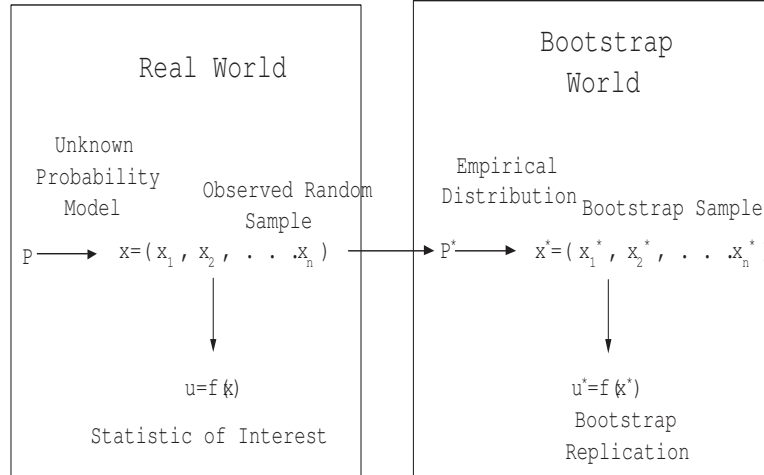 Real World
Unknown
Probability
Model
Observed Random
Sample
P
x=( x₁ , x₂ , . . .xₙ )
u=f(x)
Statistic of Interest
Bootstrap
World
Empirical
Distribution
Bootstrap Sample
P*
x*=( x₁* , x₂* , . . .xₙ*
u*=f(x*)
Bootstrap
Replication